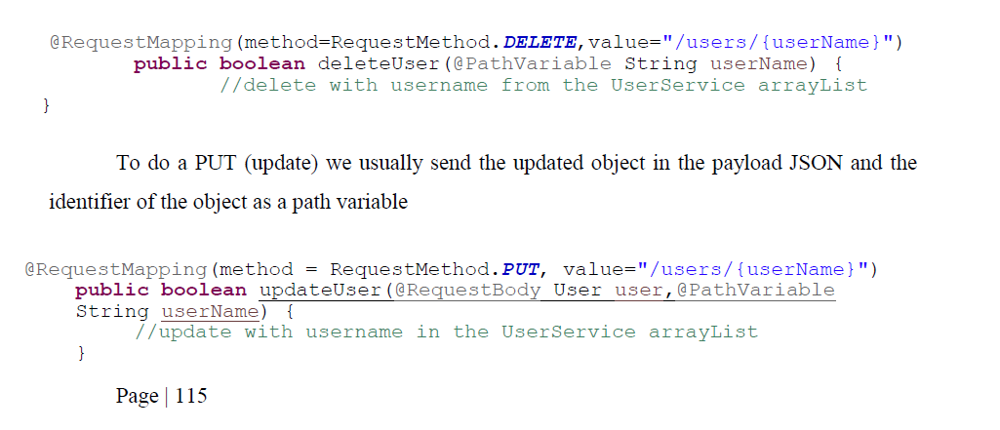 @RequestMapping(method=RequestMethod.DELETE,value="/users/{userName}")
public boolean deleteUser(@PathVariable String userName) {
//delete with username from the UserService arrayList
}
To do a PUT (update) we usually send the updated object in the payload JSON and the
identifier of the object as a path variable
@RequestMapping(method = RequestMethod.PUT, value="/users/{userName}")
public boolean updateUser(@RequestBody User user,@PathVariable
String userName) {
//update with username in the UserService arrayList
}
Page | 115